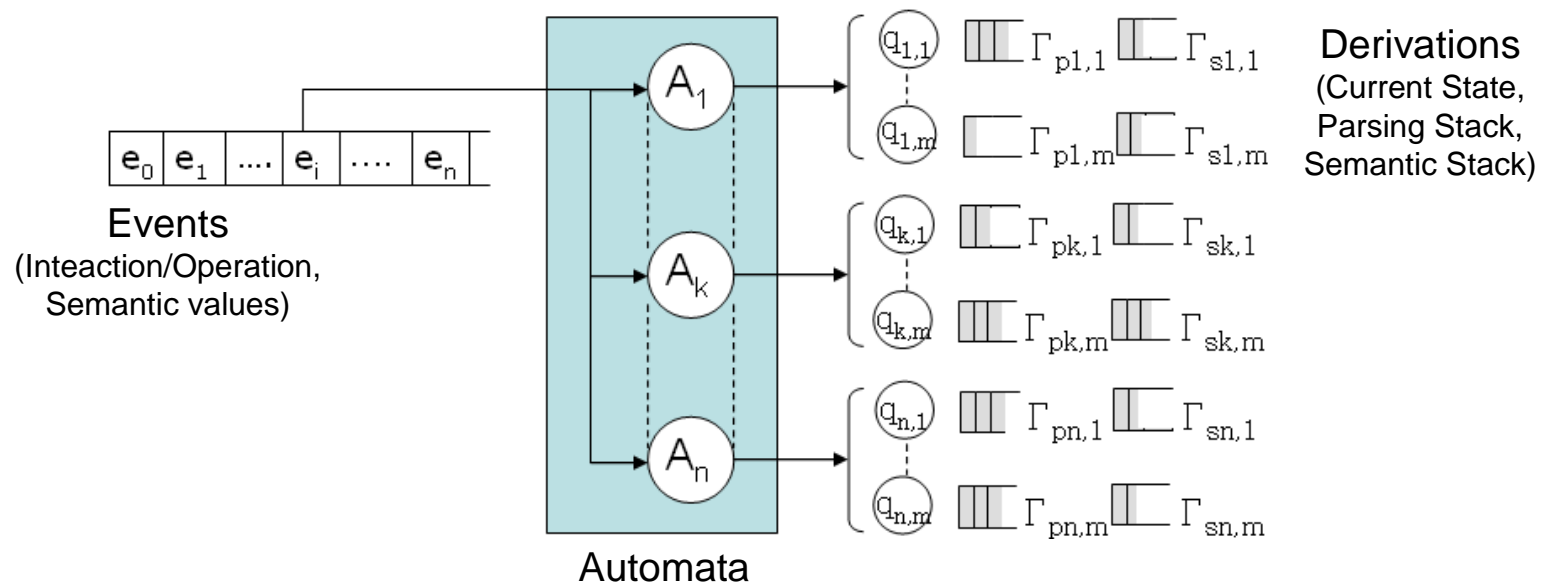 e₀ e₁ .... eᵢ .... eₙ
Events
(Inteaction/Operation,
Semantic values)
A₁
Aₖ
Aₙ
Automata
q₁,₁ Γp1,1 Γs1,1
q₁,m Γp1,m Γs1,m
qk,1 Γpk,1 Γsk,1
qk,m Γpk,m Γsk,m
qn,1 Γpn,1 Γsn,1
qn,m Γpn,m Γsn,m
Derivations
(Current State,
Parsing Stack,
Semantic Stack)